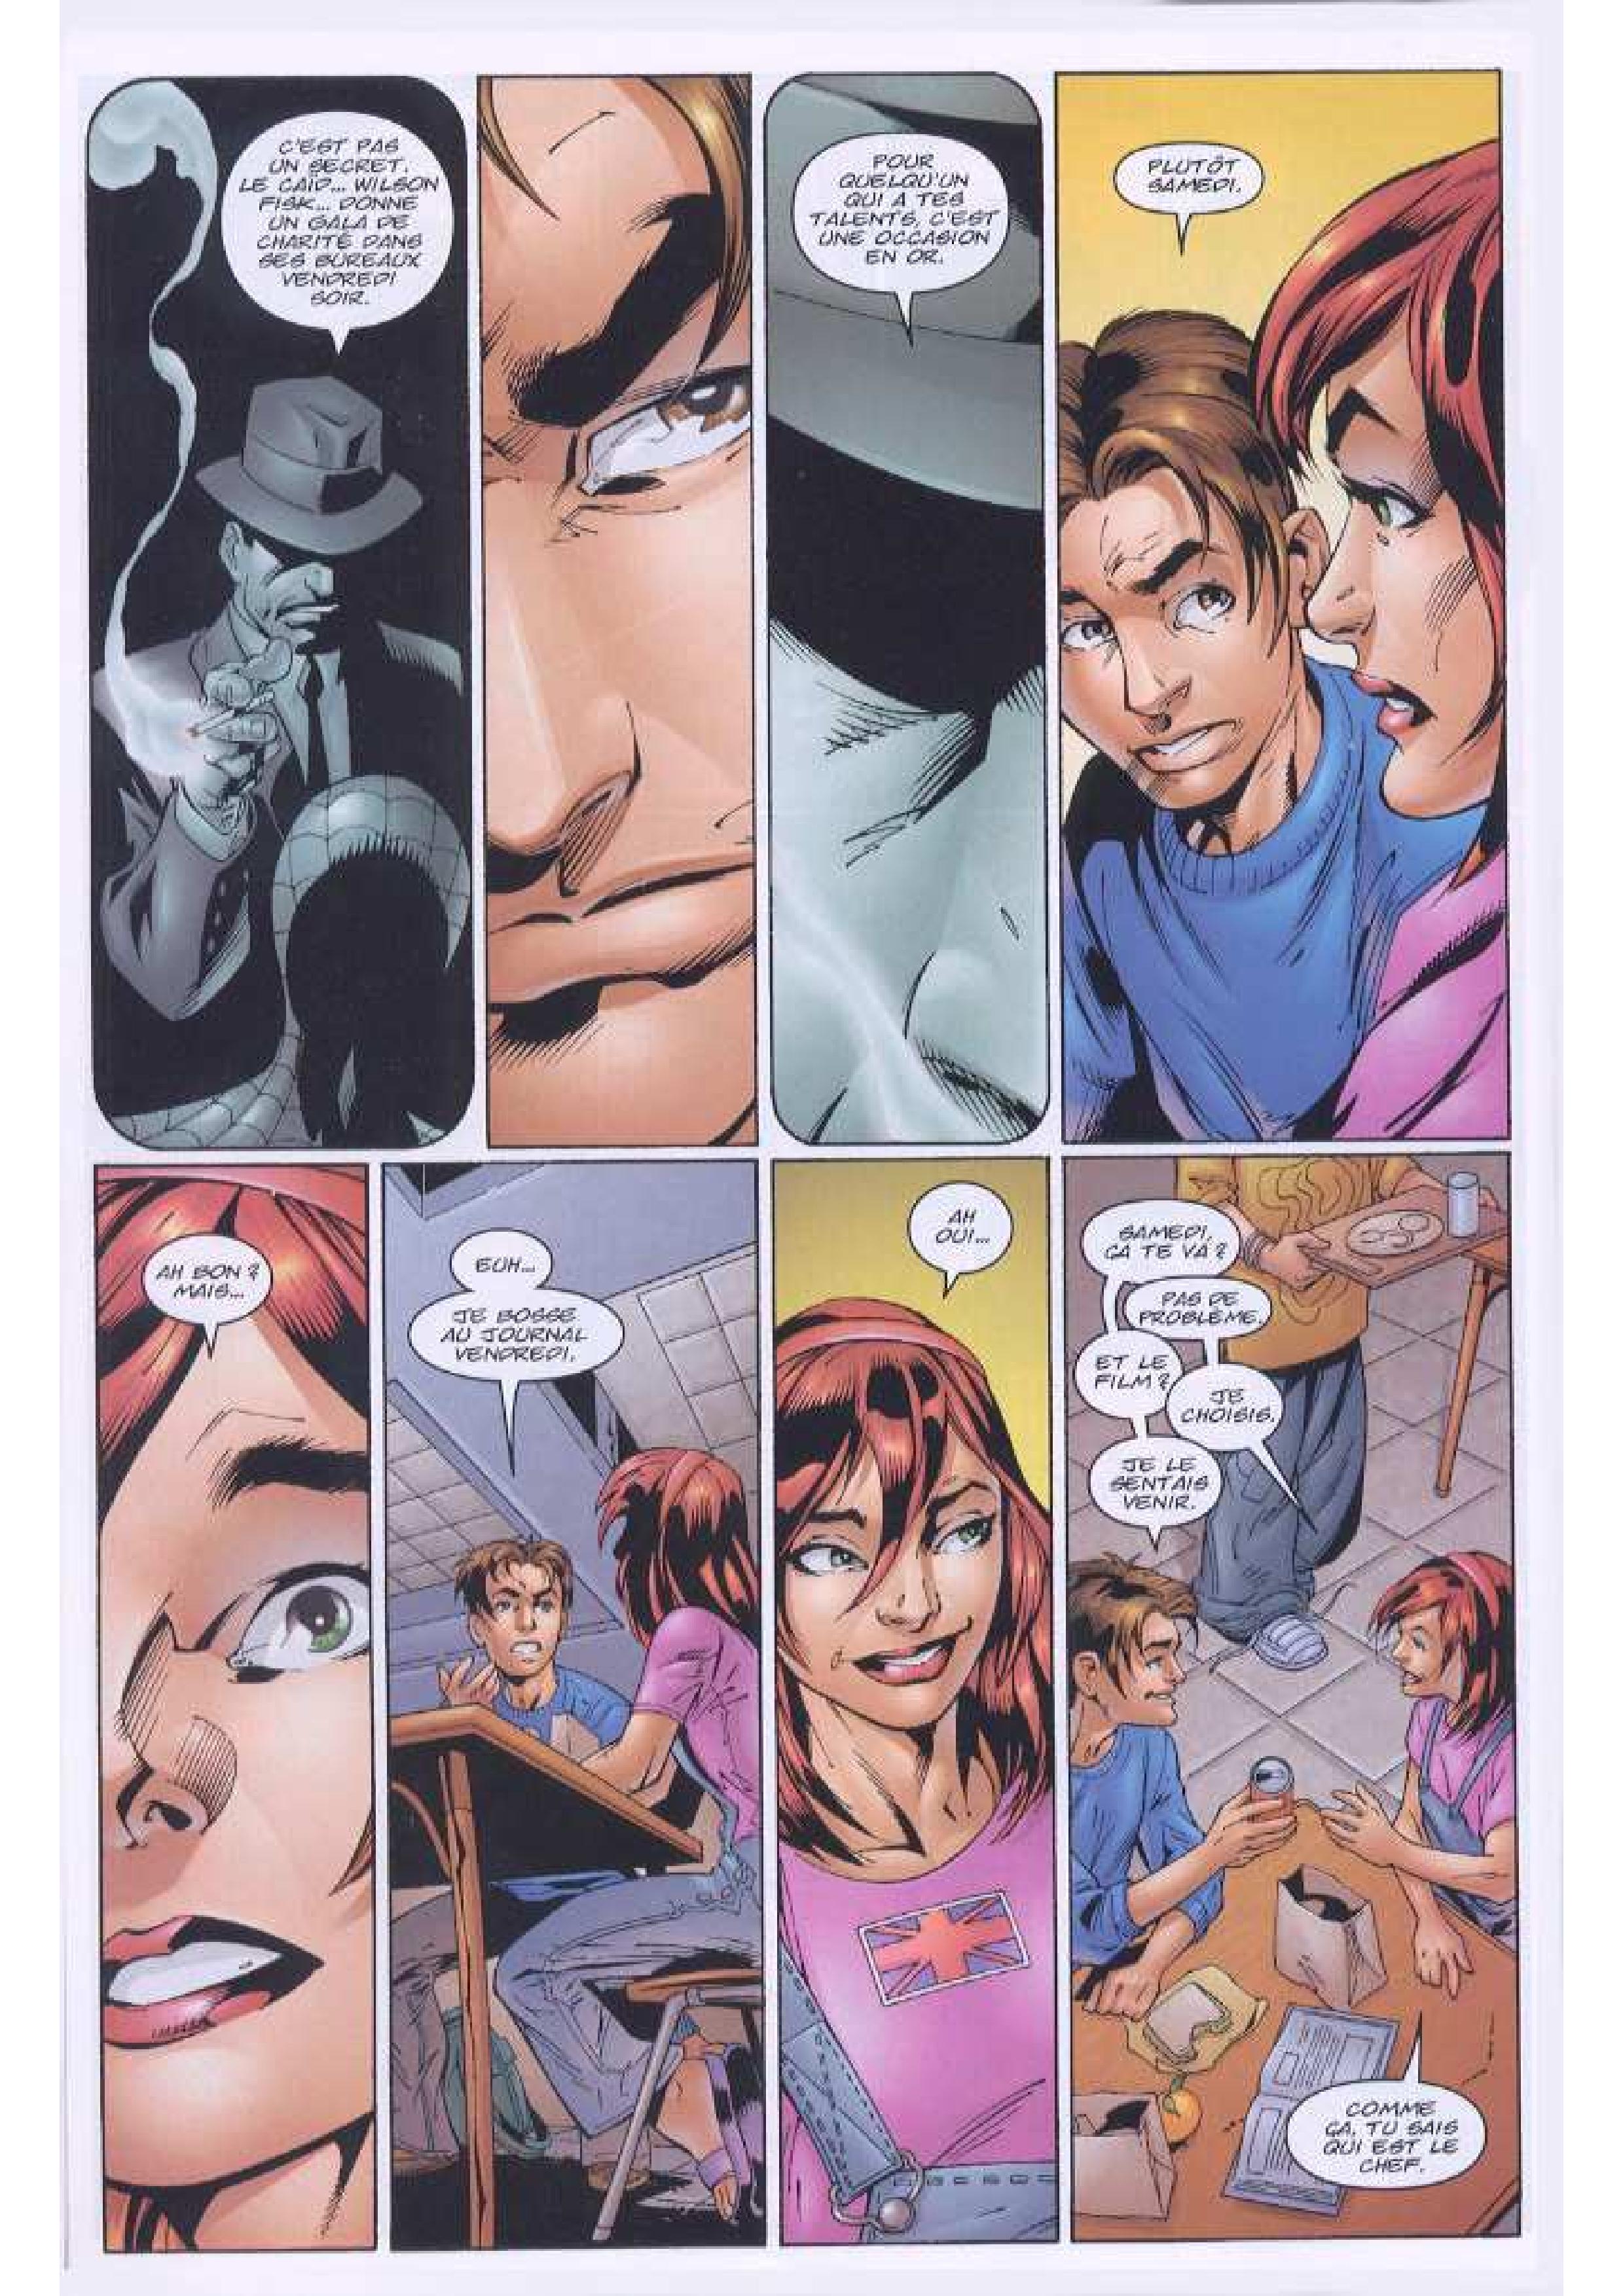 C'EST PAS
UN SECRET.
LE CAÏD... WILSON
FISK... DONNE
UN GALA DE
CHARITÉ DANS
SES BUREAUX
VENDREDI
SOIR.
POUR
QUELQU'UN
QUI A TES
TALENTS, C'EST
UNE OCCASION
EN OR.
PLUTÔT
SAMEDI.
AH BON ?
MAIS...
EUH...
JE BOSSE
AU JOURNAL
VENDREDI.
AH
OUI...
SAMEDI,
ÇA TE VA ?
PAS DE
PROBLÈME.
ET LE
FILM ?
JE
CHOISIS.
JE LE
SENTAIS
VENIR.
COMME
ÇA, TU SAIS
QUI EST LE
CHEF.